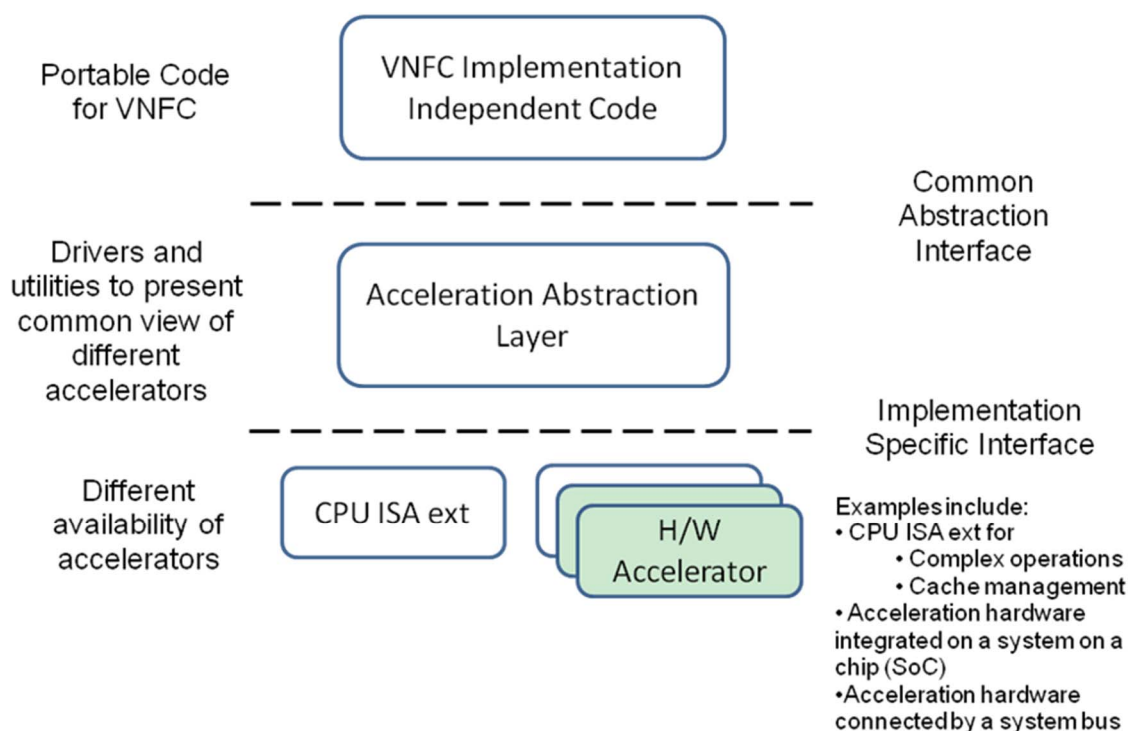 Portable Code
for VNFC
VNFC Implementation
Independent Code
Common
Abstraction
Interface
Drivers and
utilities to present
common view of
different
accelerators
Acceleration Abstraction
Layer
Implementation
Specific Interface
Different
availability of
accelerators
CPU ISA ext
H/W
Accelerator
Examples include:
• CPU ISA ext for
• Complex operations
• Cache management
• Acceleration hardware
integrated on a system on a
chip (SoC)
•Acceleration hardware
connected by a system bus